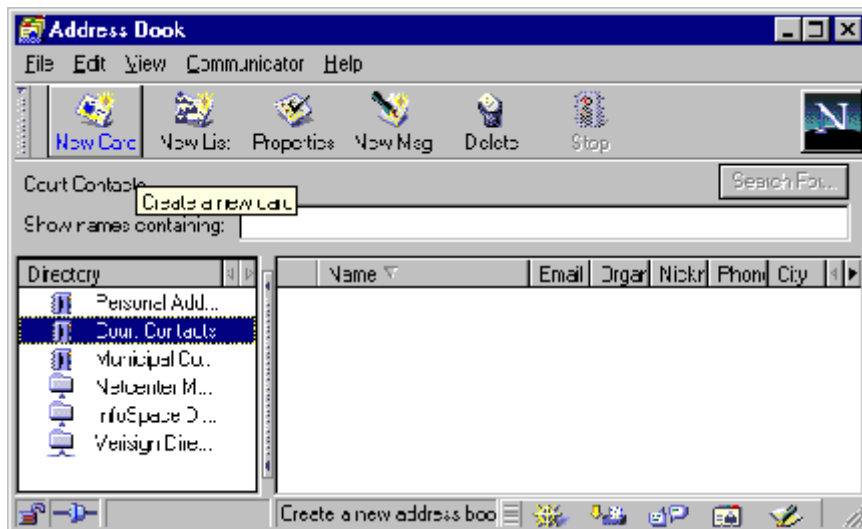 Address Book
File Edit View Communicator Help
New Card New List Properties New Msg Delete Stop
N
Court Contacts Search For...
Create a new card
Show names containing:
Directory Name Email Organ Nickn Phone City
Personal Add...
Court Contacts
Municipal Cu...
Netcenter M...
InfoSpace D...
Verisign Dire...
Create a new address boo